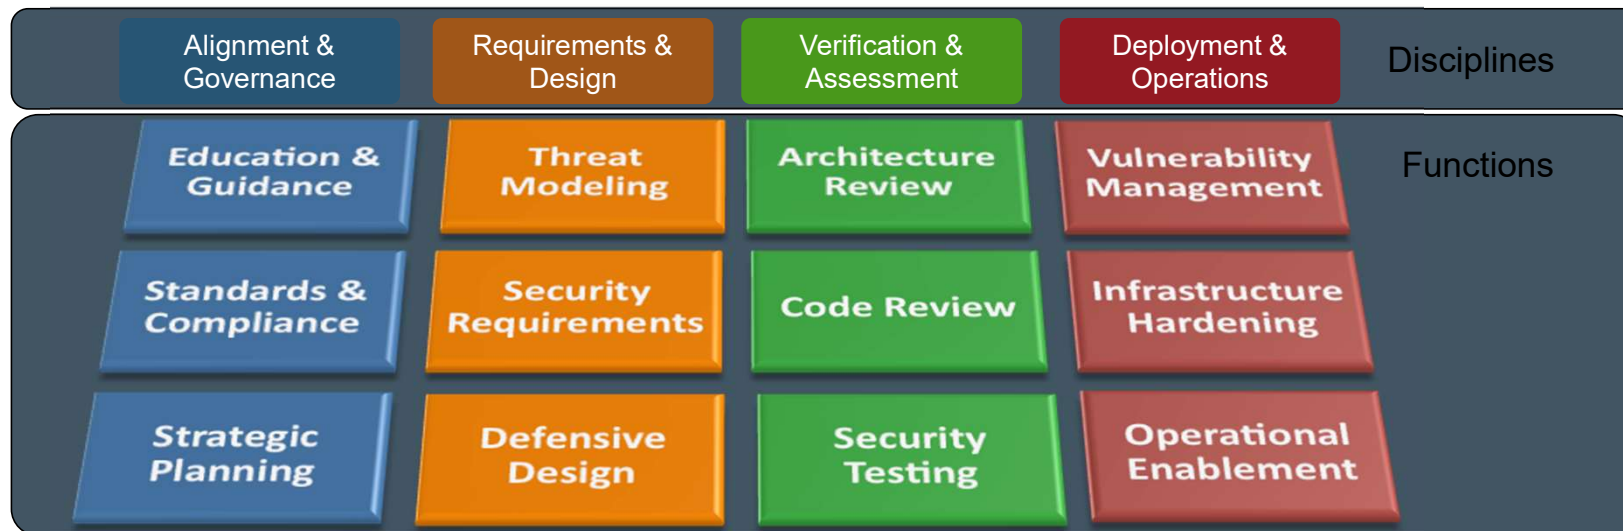 Alignment &
Governance
Requirements &
Design
Verification &
Assessment
Deployment &
Operations
Disciplines
Education &
Guidance
Threat
Modeling
Architecture
Review
Vulnerability
Management
Functions
Standards &
Compliance
Security
Requirements
Code Review
Infrastructure
Hardening
Strategic
Planning
Defensive
Design
Security
Testing
Operational
Enablement